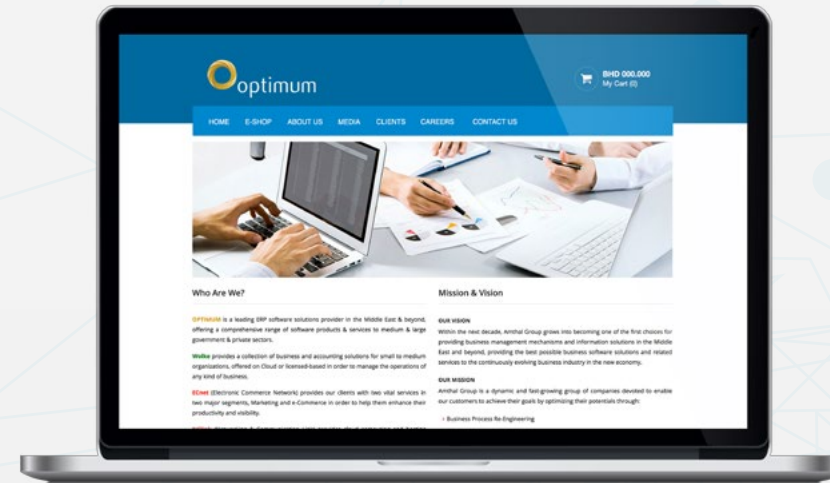 optimum
BHD 000.000
My Cart (0)
HOME E-SHOP ABOUT US MEDIA CLIENTS CAREERS CONTACT US
Who Are We?
OPTIMUM is a leading ERP software solutions provider in the Middle East & beyond,
offering a comprehensive range of software products & services to medium & large
government & private sectors.
provides a collection of business and accounting solutions for small to medium
organizations, offered on Cloud or licensed-based in order to manage the operations of
any kind of business.
ECnet (Electronic Commerce Network) provides our clients with two vital services in
two major segments, Marketing and e-Commerce in order to help them enhance their
productivity and visibility.
Mission & Vision
OUR VISION
Within the next decade, Amthal Group grows into becoming one of the first choices for
providing business management mechanisms and information solutions in the Middle
East and beyond, providing the best possible business software solutions and related
services to the continuously evolving business industry in the new economy.
OUR MISSION
Amthal Group is a dynamic and fast-growing group of companies devoted to enable
our customers to achieve their goals by optimizing their potentials through:
› Business Process Re-Engineering